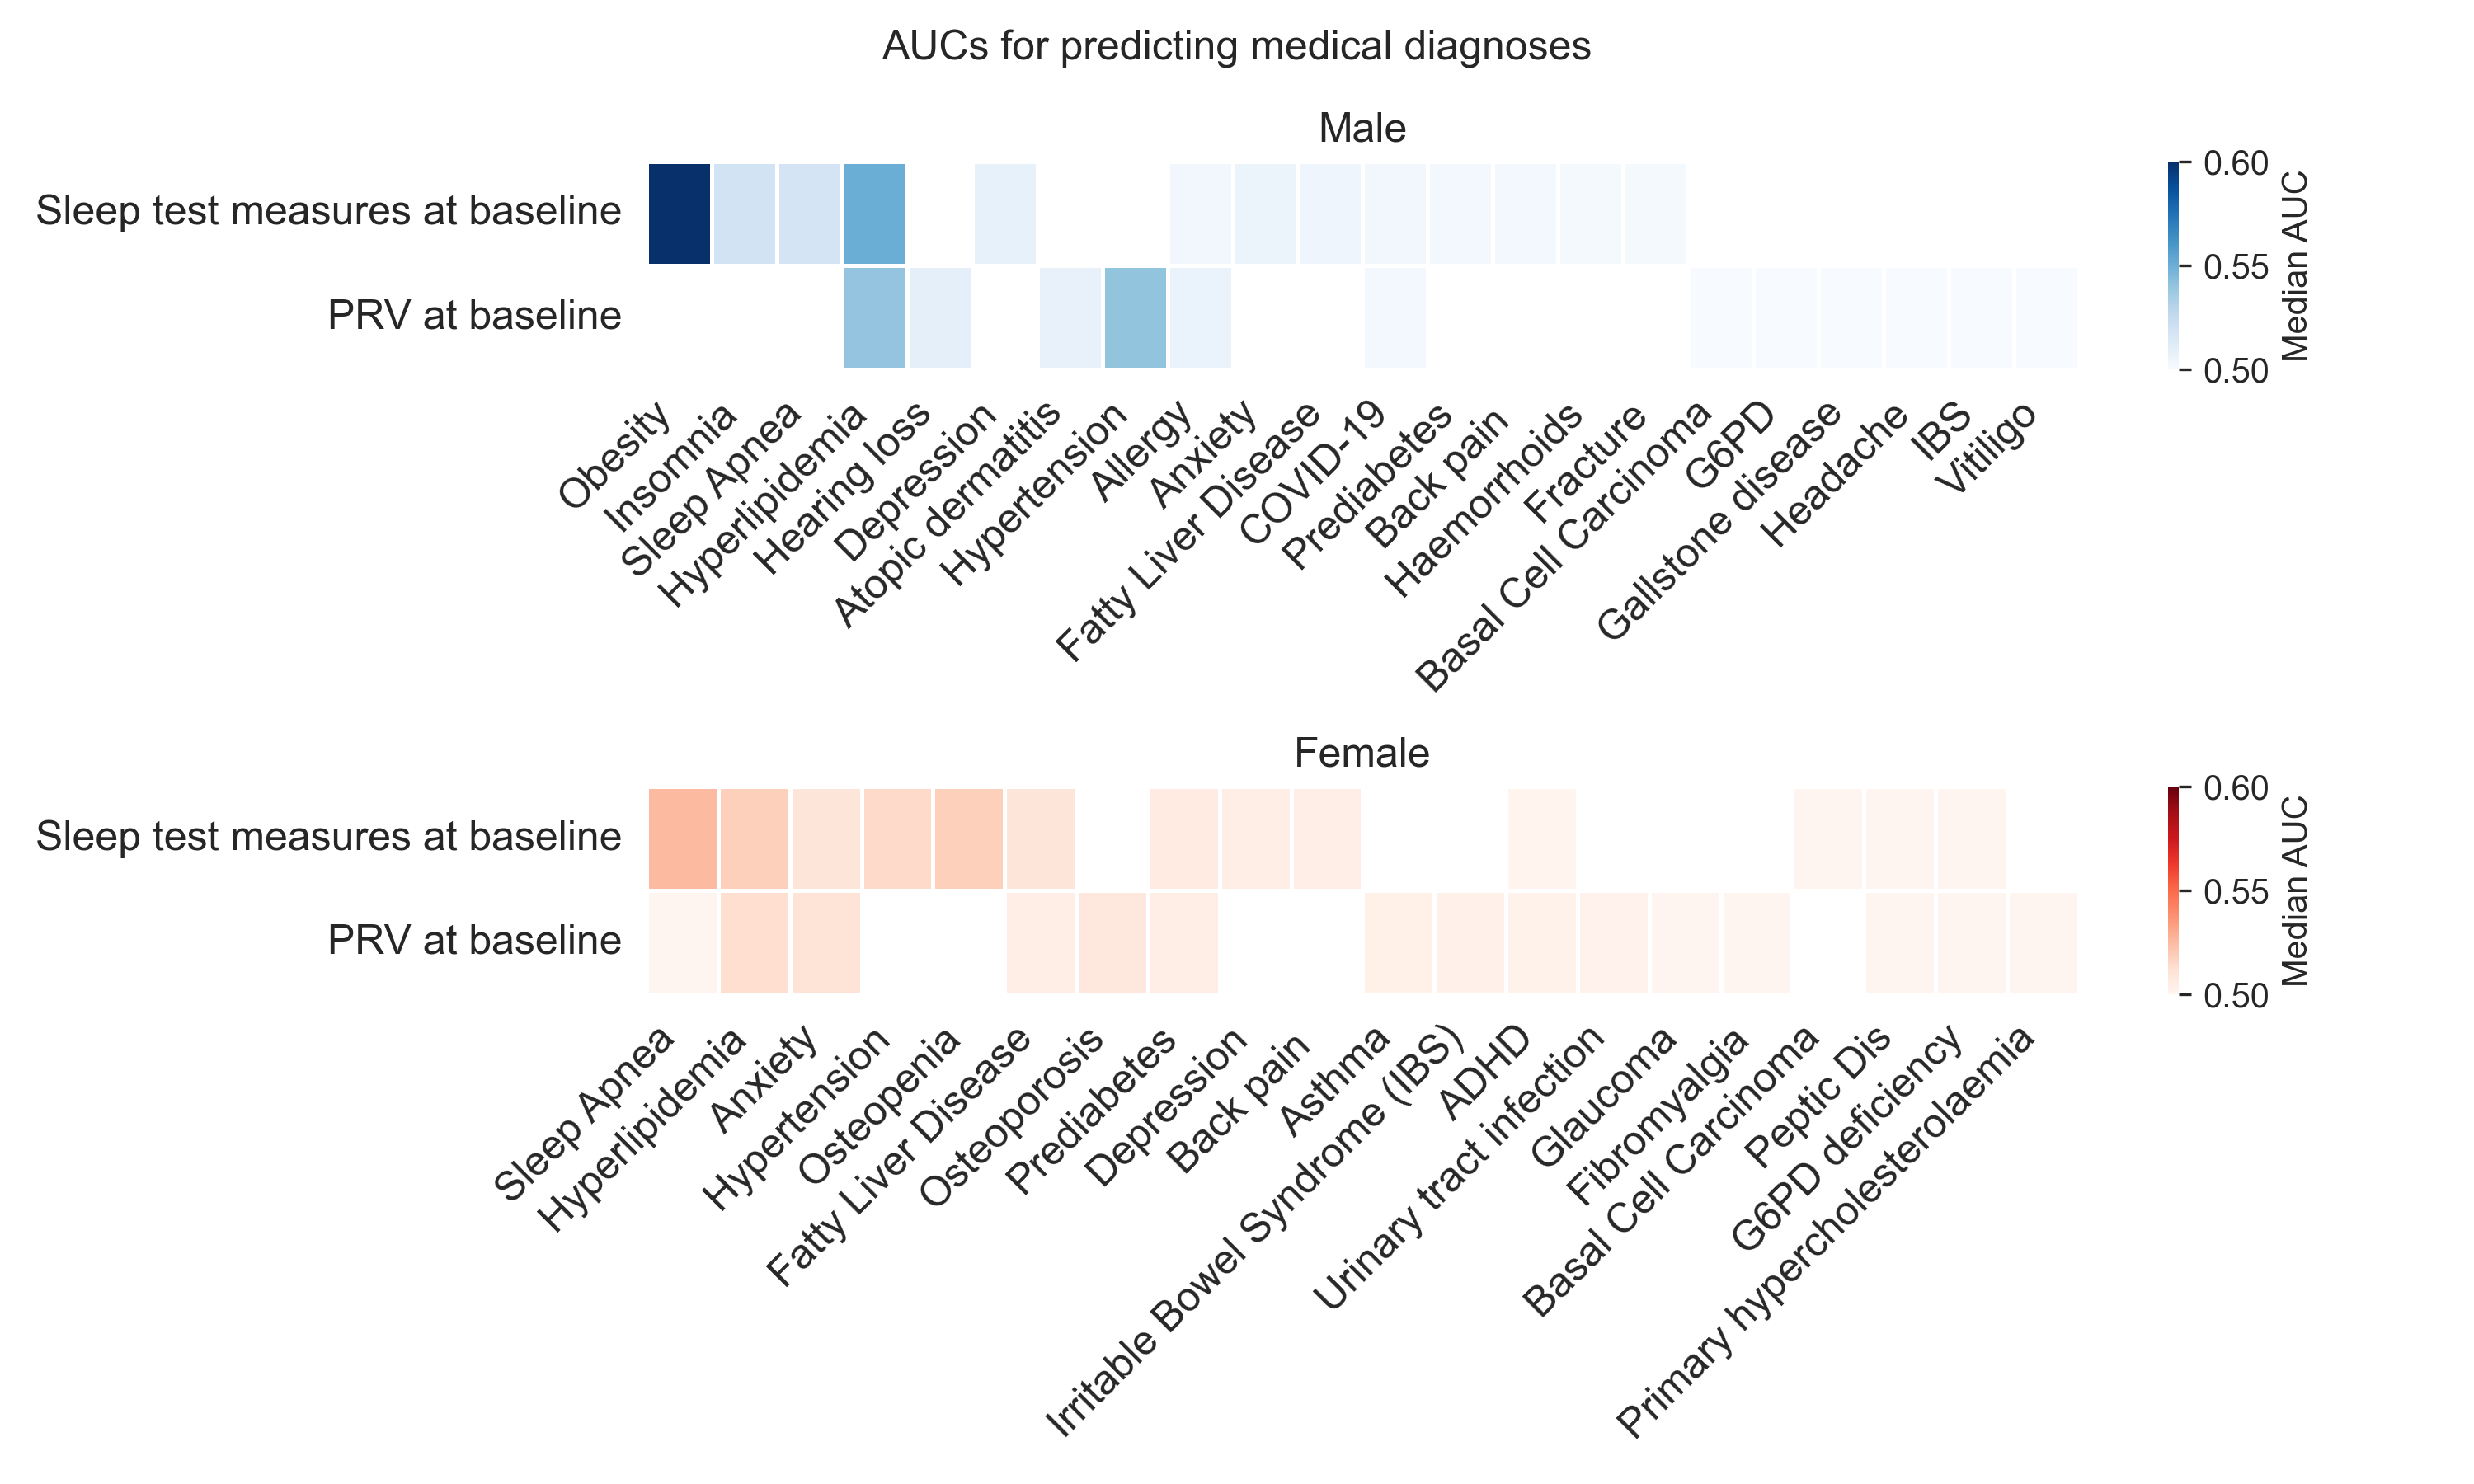 AUCs for predicting medical diagnoses
Male
Sleep test measures at baseline
PRV at baseline
Obesity
Insomnia
Sleep Apnea
Hyperlipidemia
Hearing loss
Depression
Atopic dermatitis
Hypertension
Allergy
Anxiety
Fatty Liver Disease
COVID-19
Prediabetes
Back pain
Haemorrhoids
Fracture
Basal Cell Carcinoma
G6PD
Gallstone disease
Headache
IBS
Vitiligo
0.60
0.55
0.50
Median AUC
Female
Sleep test measures at baseline
PRV at baseline
Sleep Apnea
Hyperlipidemia
Anxiety
Hypertension
Osteopenia
Fatty Liver Disease
Osteoporosis
Prediabetes
Depression
Back pain
Asthma
Irritable Bowel Syndrome (IBS)
ADHD
Urinary tract infection
Glaucoma
Fibromyalgia
Basal Cell Carcinoma
Peptic Dis
G6PD deficiency
Primary hypercholesterolaemia
0.60
0.55
0.50
Median AUC